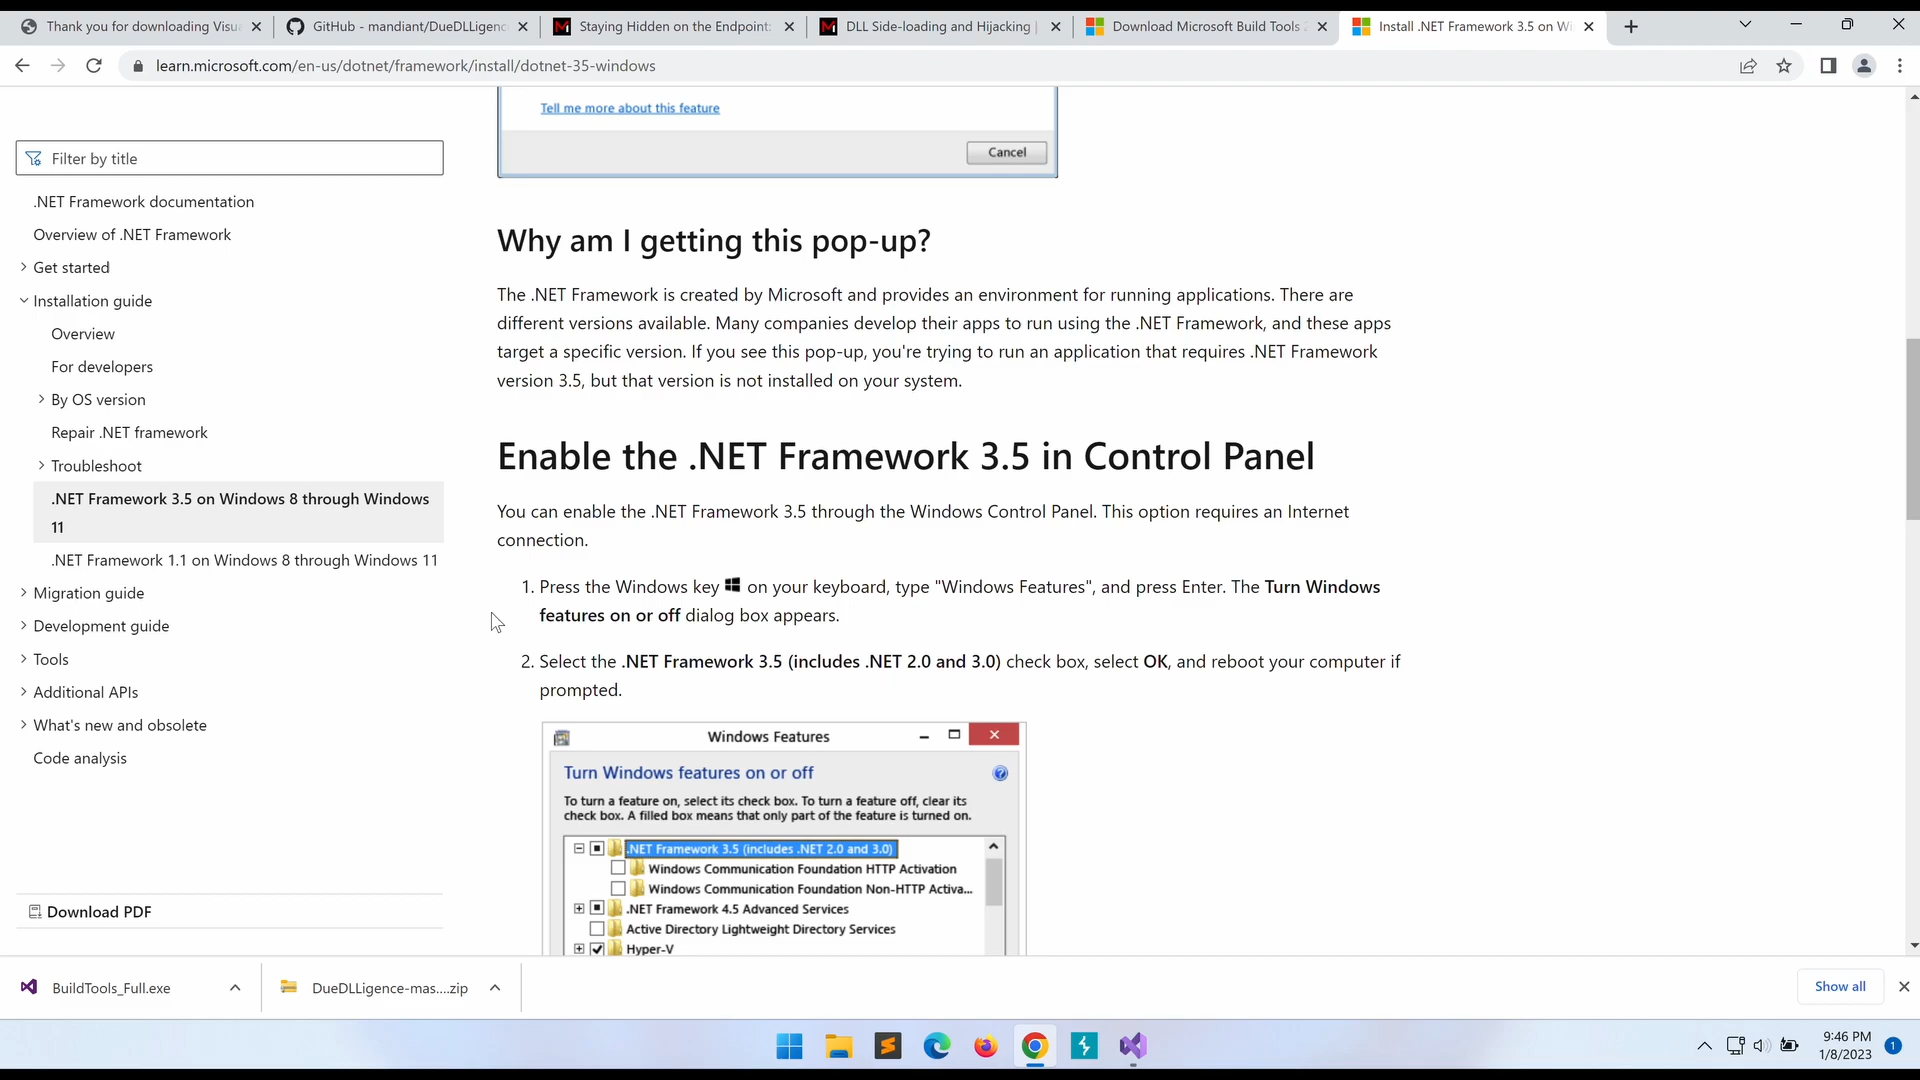 Thank you for downloading Visua
GitHub - mandiant/DueDLLigenc
Staying Hidden on the Endpoint:
DLL Side-loading and Hijacking |
Download Microsoft Build Tools 2
Install .NET Framework 3.5 on Wi
learn.microsoft.com/en-us/dotnet/framework/install/dotnet-35-windows
Filter by title
.NET Framework documentation
Overview of .NET Framework
Get started
Installation guide
Overview
For developers
By OS version
Repair .NET framework
Troubleshoot
.NET Framework 3.5 on Windows 8 through Windows
11
.NET Framework 1.1 on Windows 8 through Windows 11
Migration guide
Development guide
Tools
Additional APIs
What's new and obsolete
Code analysis
Download PDF
Tell me more about this feature
Cancel
Why am I getting this pop-up?
The .NET Framework is created by Microsoft and provides an environment for running applications. There are
different versions available. Many companies develop their apps to run using the .NET Framework, and these apps
target a specific version. If you see this pop-up, you're trying to run an application that requires .NET Framework
version 3.5, but that version is not installed on your system.
Enable the .NET Framework 3.5 in Control Panel
You can enable the .NET Framework 3.5 through the Windows Control Panel. This option requires an Internet
connection.
1. Press the Windows key on your keyboard, type "Windows Features", and press Enter. The Turn Windows
features on or off dialog box appears.
2. Select the .NET Framework 3.5 (includes .NET 2.0 and 3.0) check box, select OK, and reboot your computer if
prompted.
Windows Features
Turn Windows features on or off
To turn a feature on, select its check box. To turn a feature off, clear its
check box. A filled box means that only part of the feature is turned on.
.NET Framework 3.5 (includes .NET 2.0 and 3.0)
Windows Communication Foundation HTTP Activation
Windows Communication Foundation Non-HTTP Activa...
.NET Framework 4.5 Advanced Services
Active Directory Lightweight Directory Services
Hyper-V
BuildTools_Full.exe
DueDLLigence-mas....zip
Show all
9:46 PM
1/8/2023
1